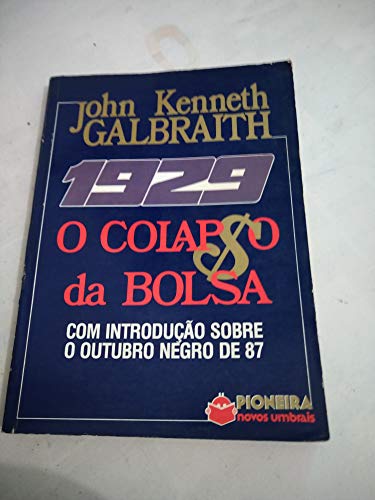 John Kenneth
GALBRAITH
1929
O COLAPSO
da BOLSA
COM INTRODUÇÃO SOBRE
O OUTUBRO NEGRO DE 87
PIONEIRA
novos umbrais